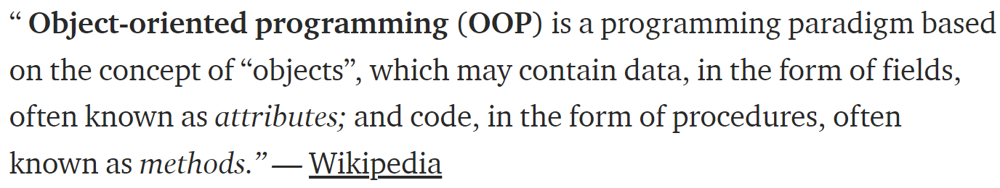 “ Object-oriented programming (OOP) is a programming paradigm based
on the concept of “objects”, which may contain data, in the form of fields,
often known as attributes; and code, in the form of procedures, often
known as methods.” — Wikipedia